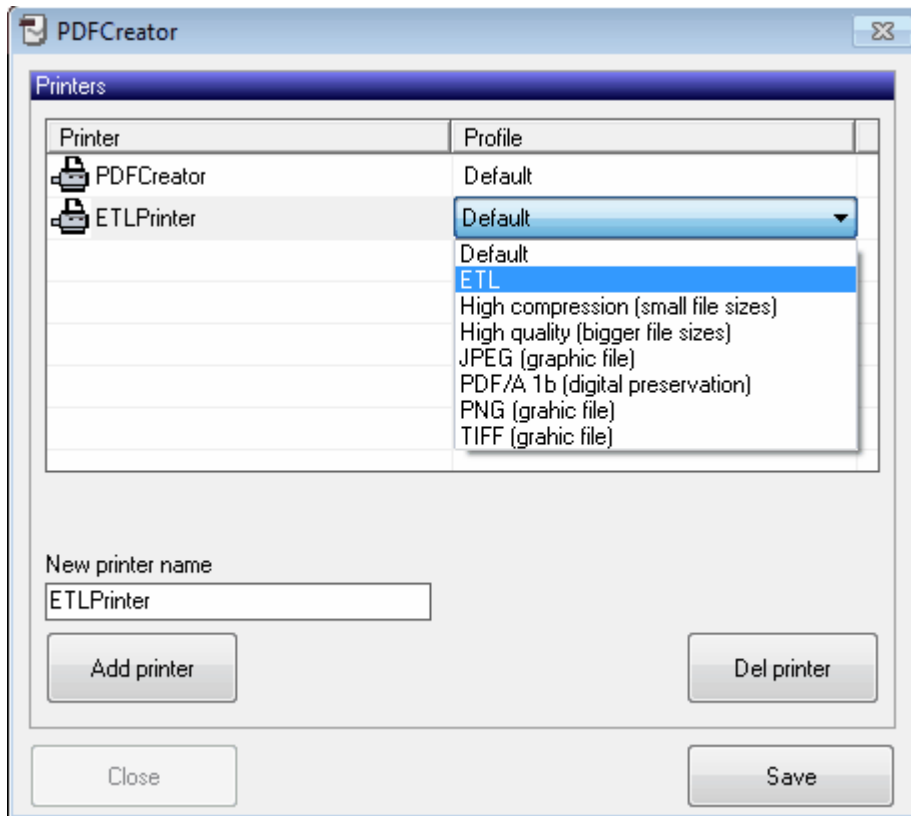 PDFCreator
Printers
Printer Profile
PDFCreator Default
ETLPrinter Default
Default
ETL
High compression (small file sizes)
High quality (bigger file sizes)
JPEG (graphic file)
PDF/A 1b (digital preservation)
PNG (grahic file)
TIFF (grahic file)
New printer name
ETLPrinter
Add printer Del printer
Close Save